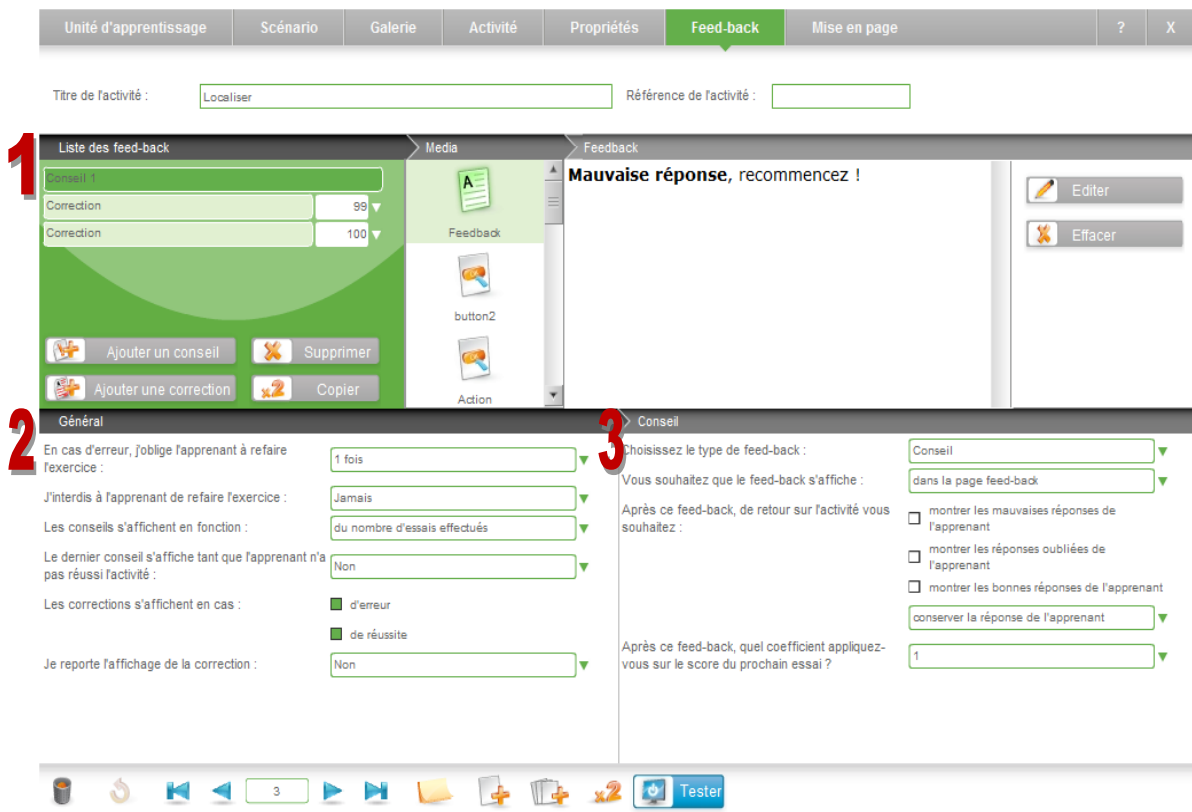 Unité d'apprentissage Scénario Galerie Activité Propriétés Feed-back Mise en page ? X
Titre de l'activité : Localiser Référence de l'activité :
1
Liste des feed-back Media Feedback
Conseil 1
Correction 99
Correction 100
Feedback
button2
Action
Mauvaise réponse, recommencez !
Editer
Effacer
Ajouter un conseil Supprimer
Ajouter une correction x2 Copier
2
Général
En cas d'erreur, j'oblige l'apprenant à refaire
l'exercice :
1 fois
J'interdis à l'apprenant de refaire l'exercice : Jamais
Les conseils s'affichent en fonction : du nombre d'essais effectués
Le dernier conseil s'affiche tant que l'apprenant n'a
pas réussi l'activité :
Non
Les corrections s'affichent en cas : d'erreur
de réussite
Je reporte l'affichage de la correction : Non
3
Conseil
Choisissez le type de feed-back : Conseil
Vous souhaitez que le feed-back s'affiche : dans la page feed-back
Après ce feed-back, de retour sur l'activité vous
souhaitez :
montrer les mauvaises réponses de
l'apprenant
montrer les réponses oubliées de
l'apprenant
montrer les bonnes réponses de l'apprenant
conserver la réponse de l'apprenant
Après ce feed-back, quel coefficient appliquez-
vous sur le score du prochain essai ?
1
3 x2 Tester